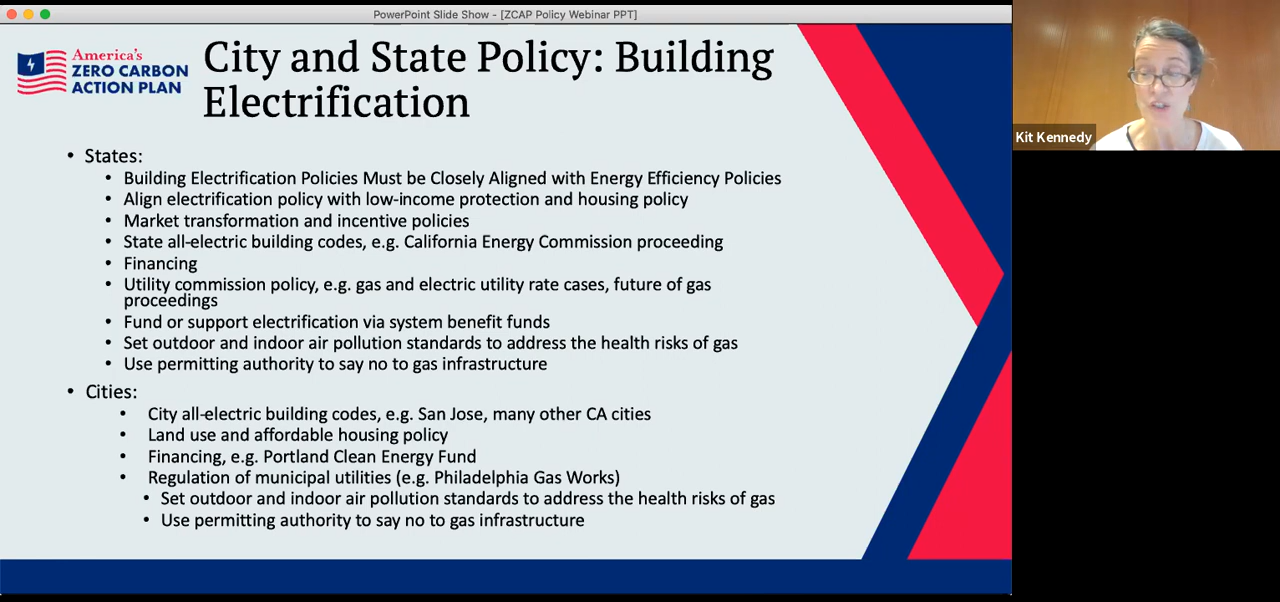 PowerPoint Slide Show - [ZCAP Policy Webinar PPT]
America's
ZERO CARBON
ACTION PLAN
City and State Policy: Building
Electrification
• States:
• Building Electrification Policies Must be Closely Aligned with Energy Efficiency Policies
• Align electrification policy with low-income protection and housing policy
• Market transformation and incentive policies
• State all-electric building codes, e.g. California Energy Commission proceeding
• Financing
• Utility commission policy, e.g. gas and electric utility rate cases, future of gas
proceedings
• Fund or support electrification via system benefit funds
• Set outdoor and indoor air pollution standards to address the health risks of gas
• Use permitting authority to say no to gas infrastructure
• Cities:
• City all-electric building codes, e.g. San Jose, many other CA cities
• Land use and affordable housing policy
• Financing, e.g. Portland Clean Energy Fund
• Regulation of municipal utilities (e.g. Philadelphia Gas Works)
• Set outdoor and indoor air pollution standards to address the health risks of gas
• Use permitting authority to say no to gas infrastructure
Kit Kennedy